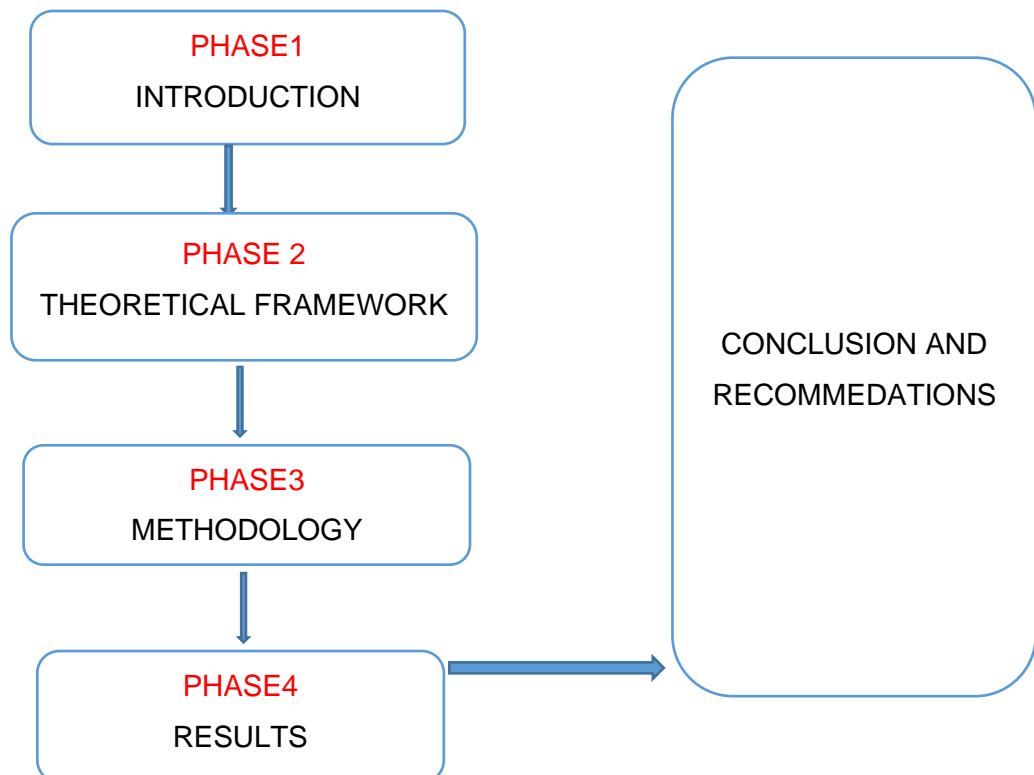 PHASE1
INTRODUCTION
PHASE 2
THEORETICAL FRAMEWORK
PHASE3
METHODOLOGY
PHASE4
RESULTS
CONCLUSION AND
RECOMMEDATIONS